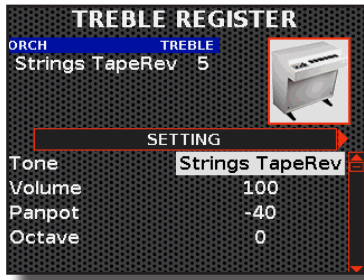 TREBLE REGISTER
ORCH TREBLE
Strings TapeRev 5
SETTING
Tone Strings TapeRev
Volume 100
Panpot -40
Octave 0